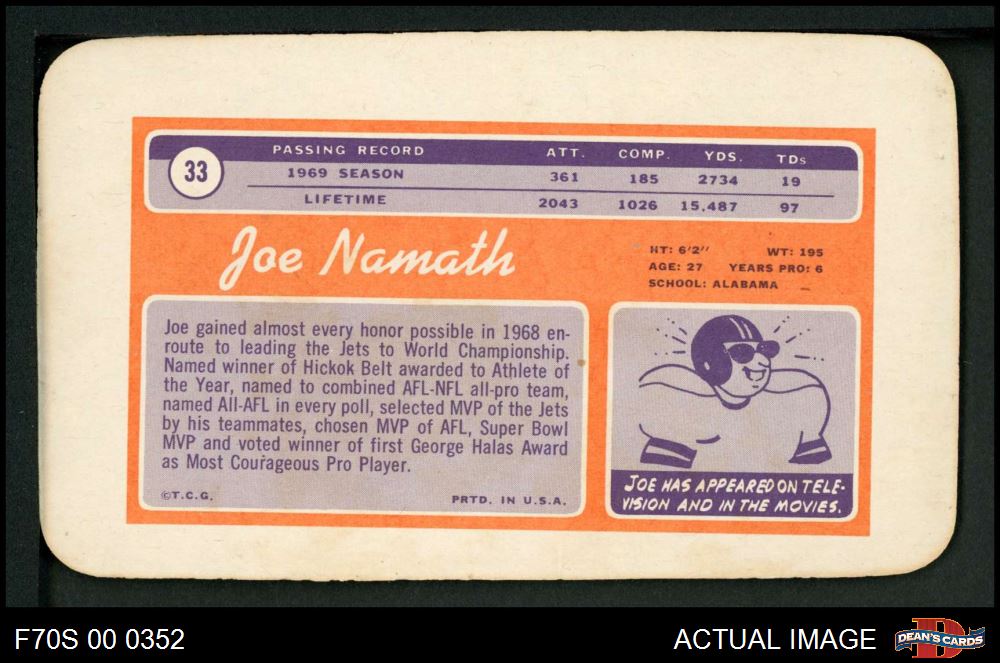 33
PASSING RECORD ATT. COMP. YDS. TDs
1969 SEASON 361 185 2734 19
LIFETIME 2043 1026 15,487 97
Joe Namath
HT: 6'2" WT: 195
AGE: 27 YEARS PRO: 6
SCHOOL: ALABAMA
Joe gained almost every honor possible in 1968 en-
route to leading the Jets to World Championship.
Named winner of Hickok Belt awarded to Athlete of
the Year, named to combined AFL-NFL all-pro team,
named All-AFL in every poll, selected MVP of the Jets
by his teammates, chosen MVP of AFL, Super Bowl
MVP and voted winner of first George Halas Award
as Most Courageous Pro Player.
©T.C.G. PRTD. IN U.S.A.
JOE HAS APPEARED ON TELE-
VISION AND IN THE MOVIES.
F70S 00 0352
ACTUAL IMAGE
D
DEAN'S CARDS